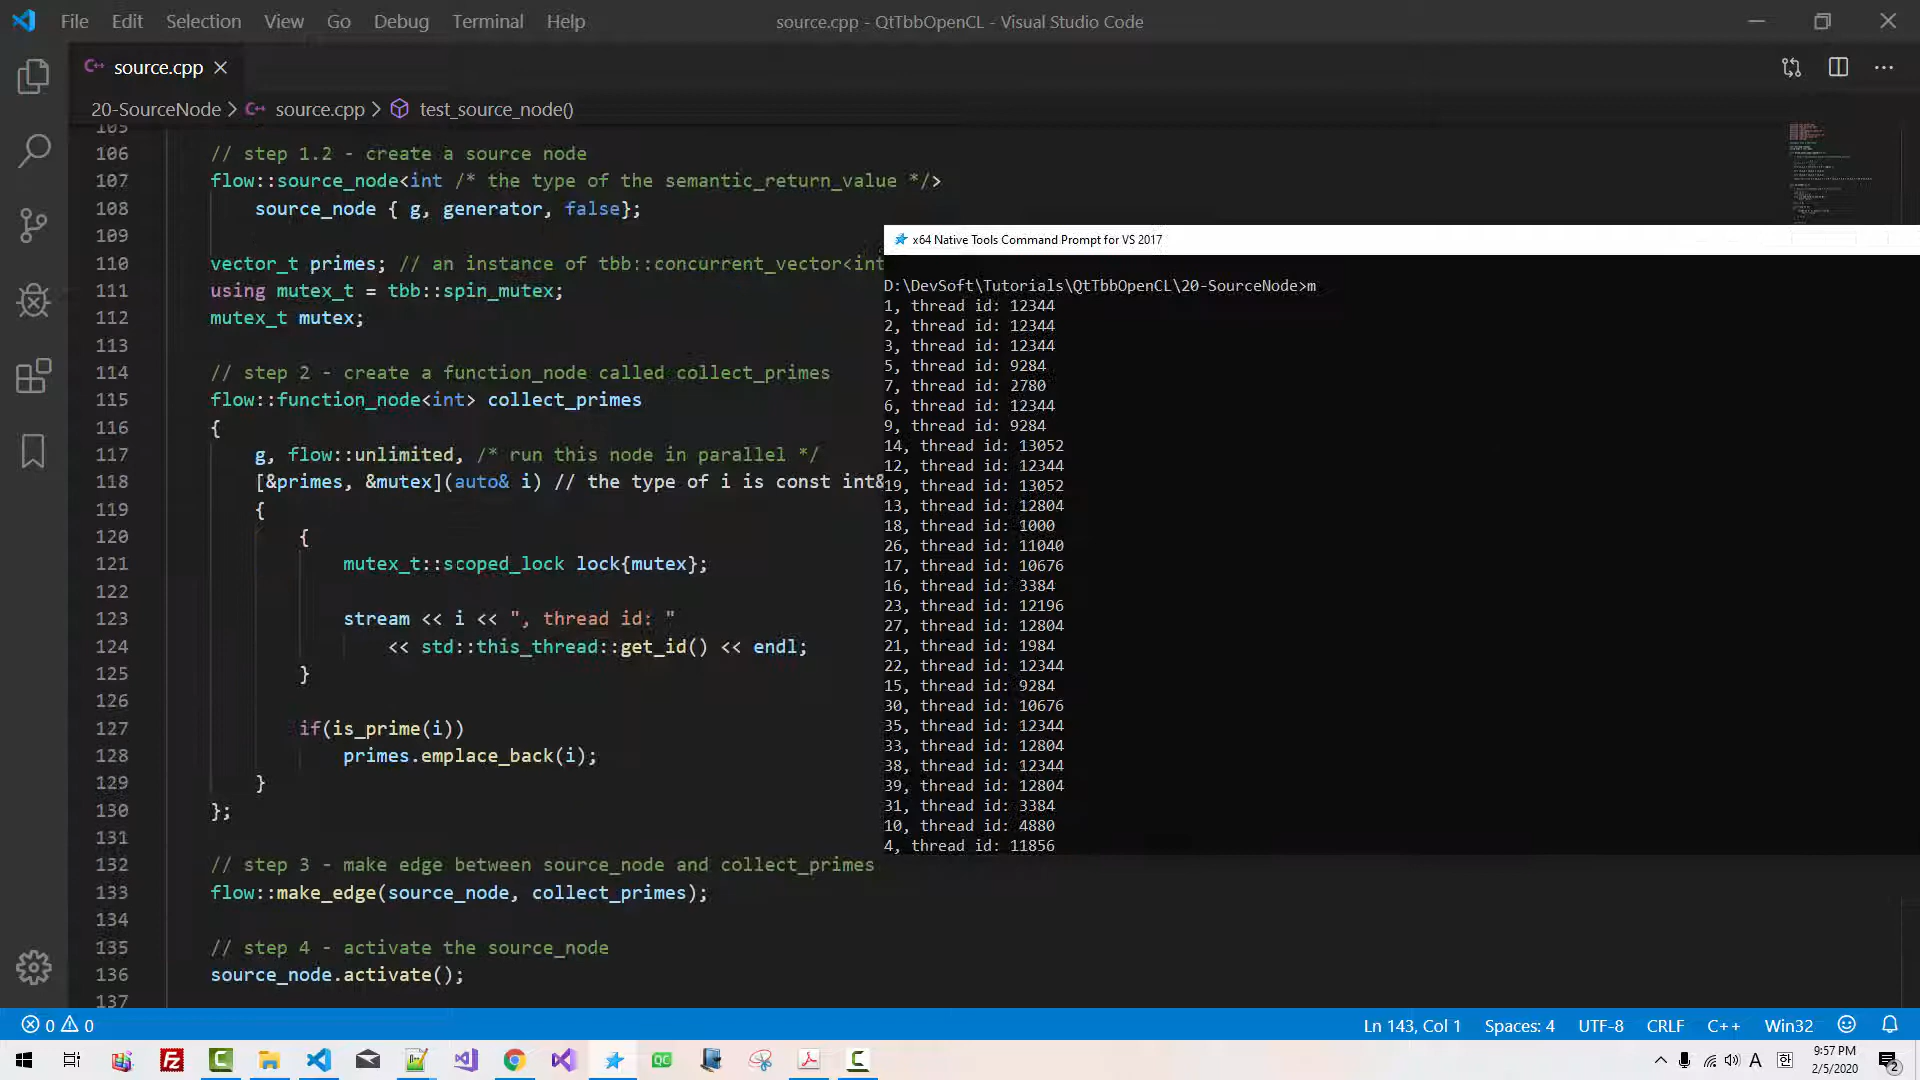 File Edit Selection View Go Debug Terminal Help
source.cpp - QtTbbOpenCL - Visual Studio Code
source.cpp
20-SourceNode > source.cpp > test_source_node()
105
106 // step 1.2 - create a source node
107 flow::source_node<int /* the type of the semantic_return_value */>
108 source_node { g, generator, false};
109
110 vector_t primes; // an instance of tbb::concurrent_vector<int
111 using mutex_t = tbb::spin_mutex;
112 mutex_t mutex;
113
114 // step 2 - create a function_node called collect_primes
115 flow::function_node<int> collect_primes
116 {
117 g, flow::unlimited, /* run this node in parallel */
118 [&primes, &mutex](auto& i) // the type of i is const int&
119 {
120 {
121 mutex_t::scoped_lock lock{mutex};
122
123 stream << i << ", thread id: "
124 << std::this_thread::get_id() << endl;
125 }
126
127 if(is_prime(i))
128 primes.emplace_back(i);
129 }
130 };
131
132 // step 3 - make edge between source_node and collect_primes
133 flow::make_edge(source_node, collect_primes);
134
135 // step 4 - activate the source_node
136 source_node.activate();
137
x64 Native Tools Command Prompt for VS 2017
D:\DevSoft\Tutorials\QtTbbOpenCL\20-SourceNode>m
1, thread id: 12344
2, thread id: 12344
3, thread id: 12344
5, thread id: 9284
7, thread id: 2780
6, thread id: 12344
9, thread id: 9284
14, thread id: 13052
12, thread id: 12344
19, thread id: 13052
13, thread id: 12804
18, thread id: 1000
26, thread id: 11040
17, thread id: 10676
16, thread id: 3384
23, thread id: 12196
27, thread id: 12804
21, thread id: 1984
22, thread id: 12344
15, thread id: 9284
30, thread id: 10676
35, thread id: 12344
33, thread id: 12804
38, thread id: 12344
39, thread id: 12804
31, thread id: 3384
10, thread id: 4880
4, thread id: 11856
0 0 Ln 143, Col 1 Spaces: 4 UTF-8 CRLF C++ Win32
A 한 9:57 PM
2/5/2020 2